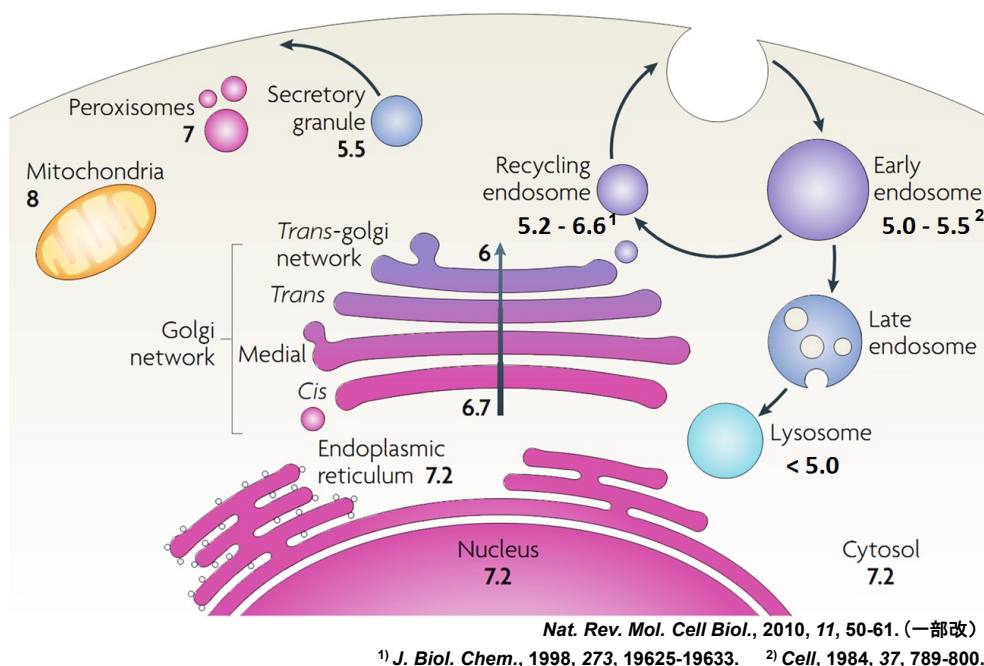 Peroxisomes
7
Secretory
granule
5.5
Mitochondria
8
Recycling
endosome
5.2 - 6.6¹
Early
endosome
5.0 - 5.5²
Trans-golgi
network
6
Trans
Golgi
network
Medial
Cis
6.7
Late
endosome
Lysosome
< 5.0
Endoplasmic
reticulum 7.2
Nucleus
7.2
Cytosol
7.2
Nat. Rev. Mol. Cell Biol., 2010, 11, 50-61.（一部改）
¹⁾ J. Biol. Chem., 1998, 273, 19625-19633. ²⁾ Cell, 1984, 37, 789-800.